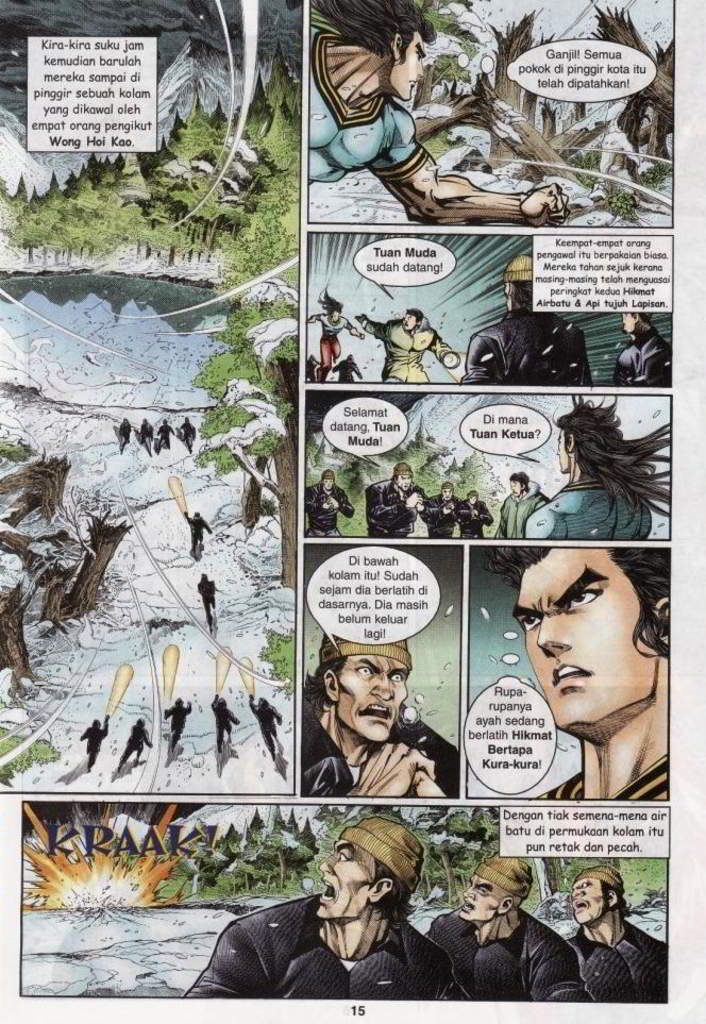 Kira-kira suku jam
kemudian barulah
mereka sampai di
pinggir sebuah kolam
yang dikawal oleh
empat orang pengikut
Wong Hoi Kao.
Ganjil! Semua
pokok di pinggir kota itu
telah dipatahkan!
Tuan Muda
sudah datang!
Keempat-empat orang
pengawal itu berpakaian biasa.
Mereka tahan sejuk kerana
masing-masing telah menguasai
peringkat kedua Hikmat
Airbatu & Api tujuh Lapisan.
Selamat
datang, Tuan
Muda!
Di mana
Tuan Ketua?
Di bawah
kolam itu! Sudah
sejam dia berlatih di
dasarnya. Dia masih
belum keluar
lagi!
Rupa-
rupanya
ayah sedang
berlatih Hikmat
Bertapa
Kura-kura!
KRAAK!
Dengan tiak semena-mena air
batu di permukaan kolam itu
pun retak dan pecah.
15